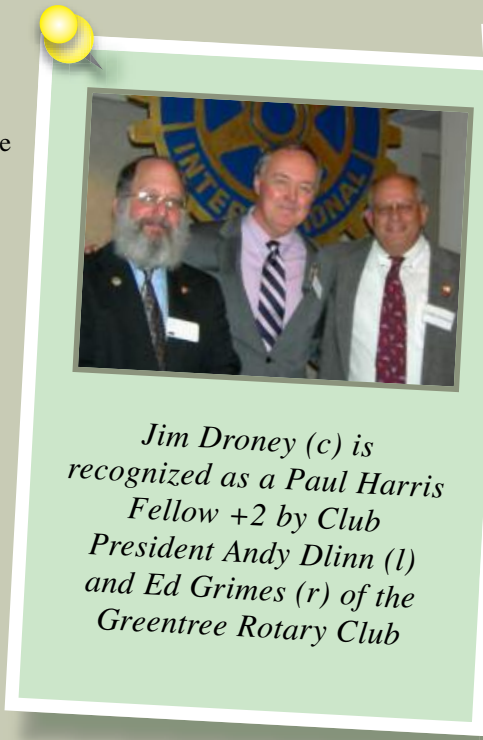 e
INTERNATIONAL
Jim Droney (c) is
recognized as a Paul Harris
Fellow +2 by Club
President Andy Dlinn (l)
and Ed Grimes (r) of the
Greentree Rotary Club